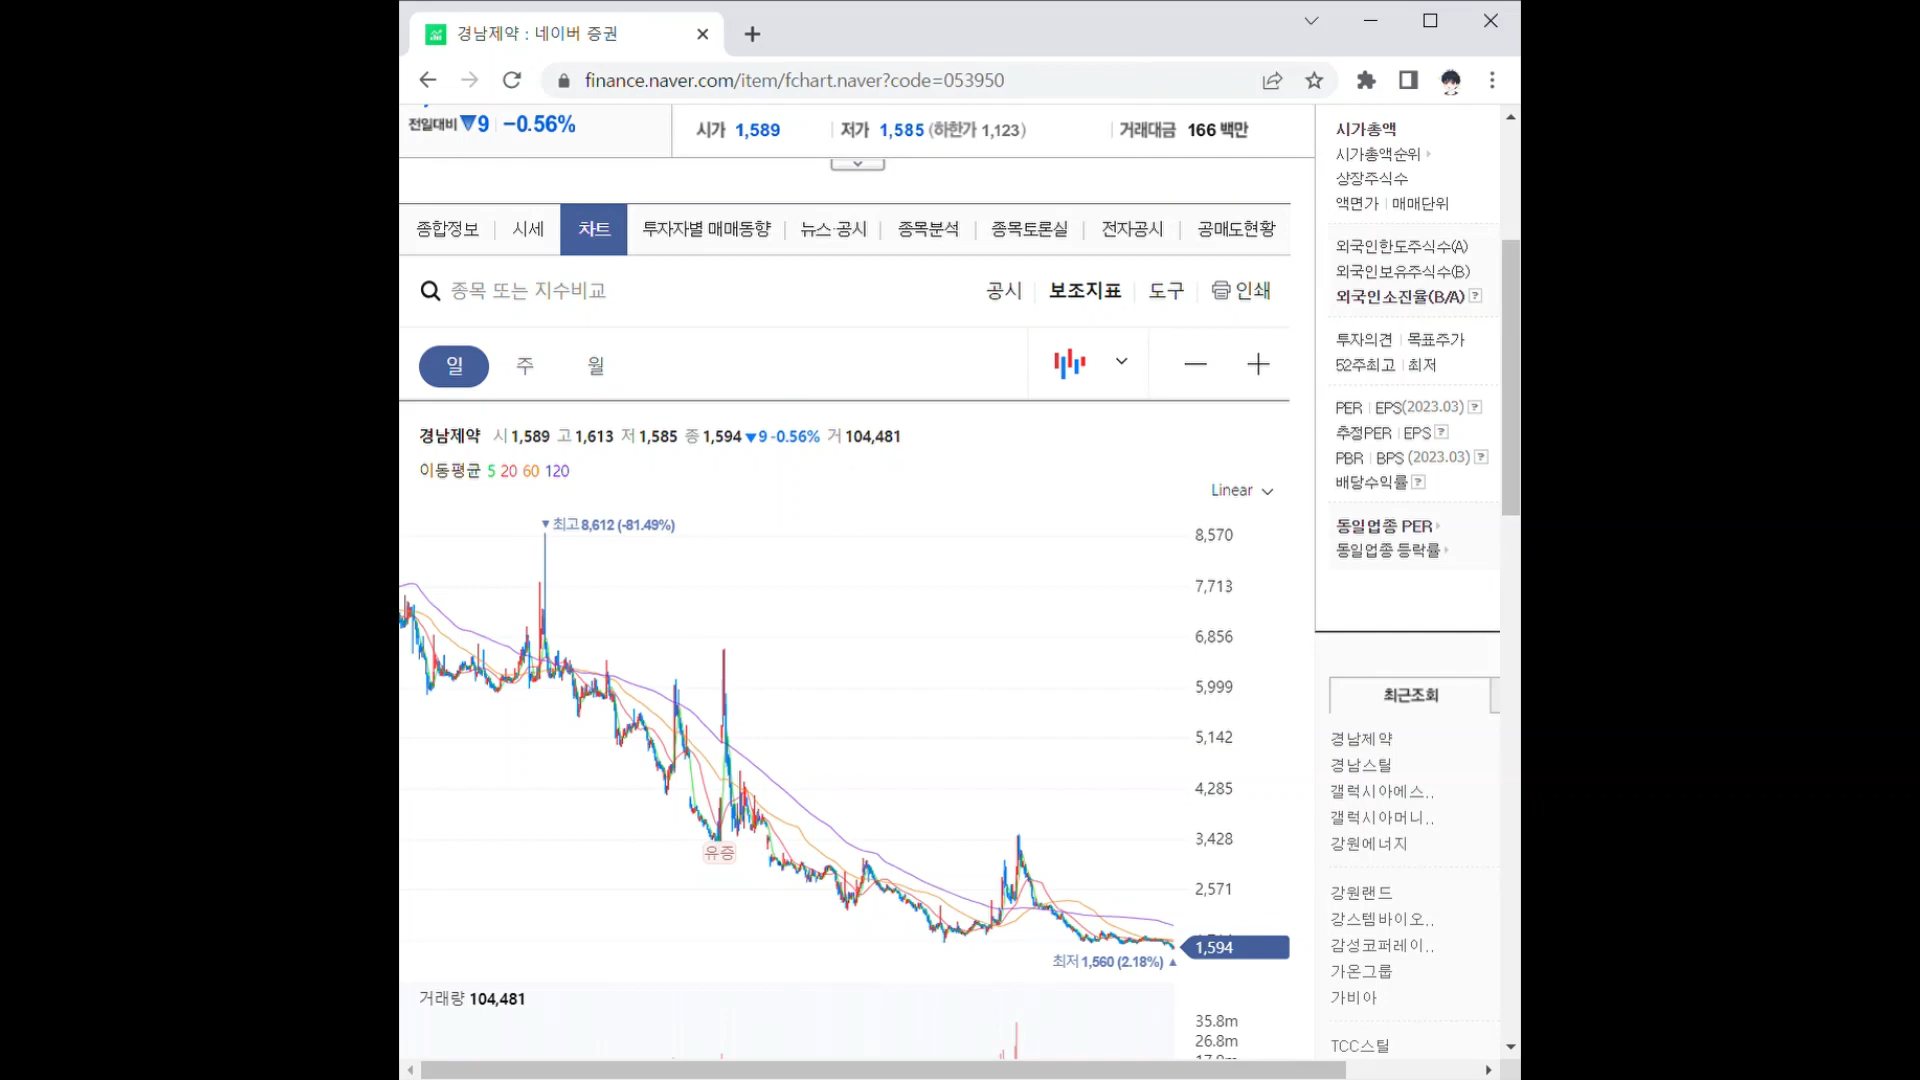 경남제약 : 네이버 증권
finance.naver.com/item/fchart.naver?code=053950
전일대비 ▼9 −0.56%
시가 1,589 저가 1,585 (하한가 1,123) 거래대금 166 백만
종합정보 시세 차트 투자자별 매매동향 뉴스·공시 종목분석 종목토론실 전자공시 공매도현황
종목 또는 지수비교 공시 보조지표 도구 인쇄
일 주 월
경남제약 시 1,589 고 1,613 저 1,585 종 1,594 ▼9 -0.56% 거 104,481
이동평균 5 20 60 120
Linear
▼최고 8,612 (-81.49%)
8,570
7,713
6,856
5,999
5,142
4,285
3,428
2,571
유증
1,594
최저 1,560 (2.18%) ▲
거래량 104,481
35.8m
26.8m
시가총액
시가총액순위
상장주식수
액면가 매매단위
외국인한도주식수(A)
외국인보유주식수(B)
외국인소진율(B/A) ?
투자의견 목표주가
52주최고 최저
PER EPS(2023.03) ?
추정PER EPS ?
PBR BPS (2023.03) ?
배당수익률 ?
동일업종 PER
동일업종 등락률
최근조회
경남제약
경남스틸
갤럭시아에스..
갤럭시아머니..
강원에너지
강원랜드
강스템바이오..
감성코퍼레이..
가온그룹
가비아
TCC스틸